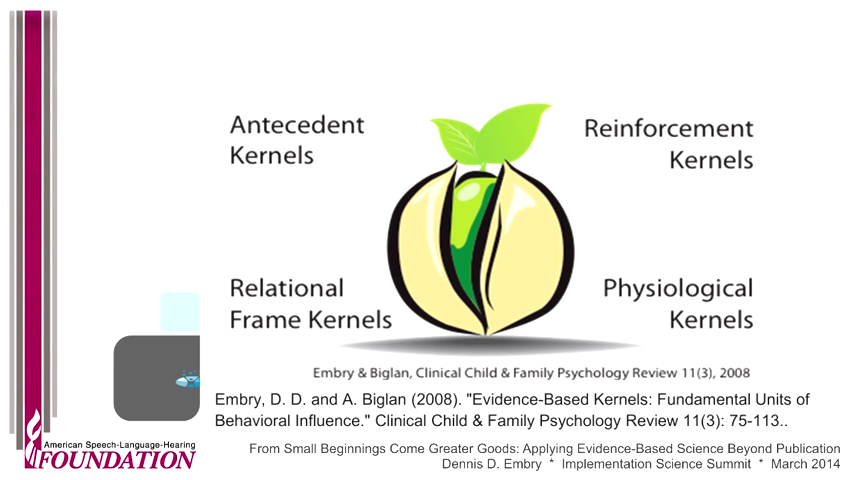 Antecedent
Kernels
Reinforcement
Kernels
Relational
Frame Kernels
Physiological
Kernels
Embry & Biglan, Clinical Child & Family Psychology Review 11(3), 2008
Embry, D. D. and A. Biglan (2008). "Evidence-Based Kernels: Fundamental Units of
Behavioral Influence." Clinical Child & Family Psychology Review 11(3): 75-113..
American Speech-Language-Hearing
FOUNDATION
From Small Beginnings Come Greater Goods: Applying Evidence-Based Science Beyond Publication
Dennis D. Embry * Implementation Science Summit * March 2014